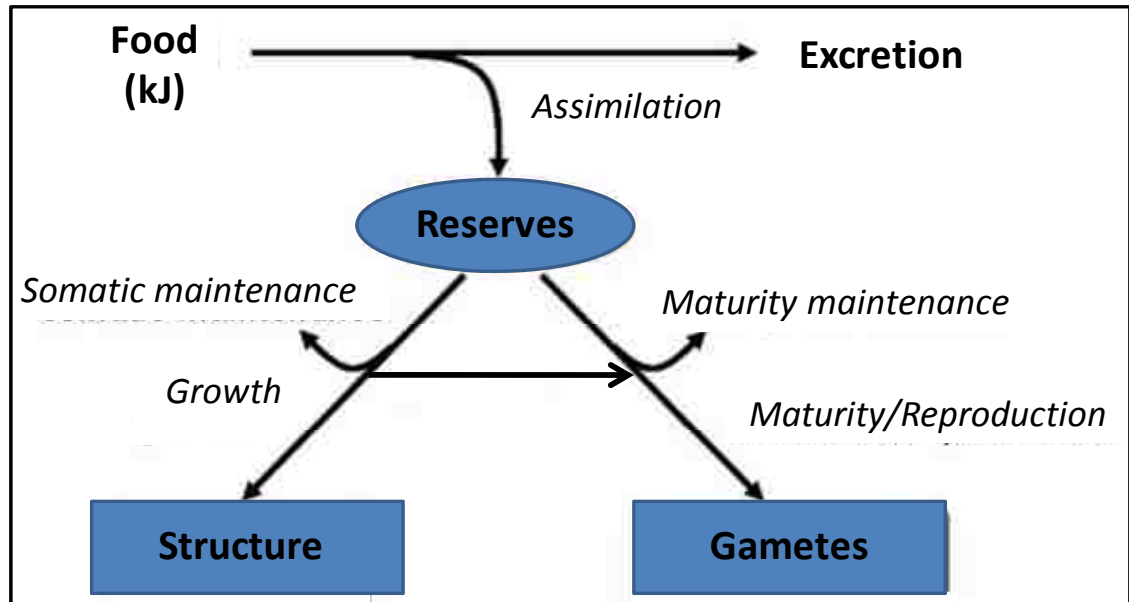 Food
(kJ)
Excretion
Assimilation
Reserves
Somatic maintenance
Maturity maintenance
Growth
Maturity/Reproduction
Structure
Gametes